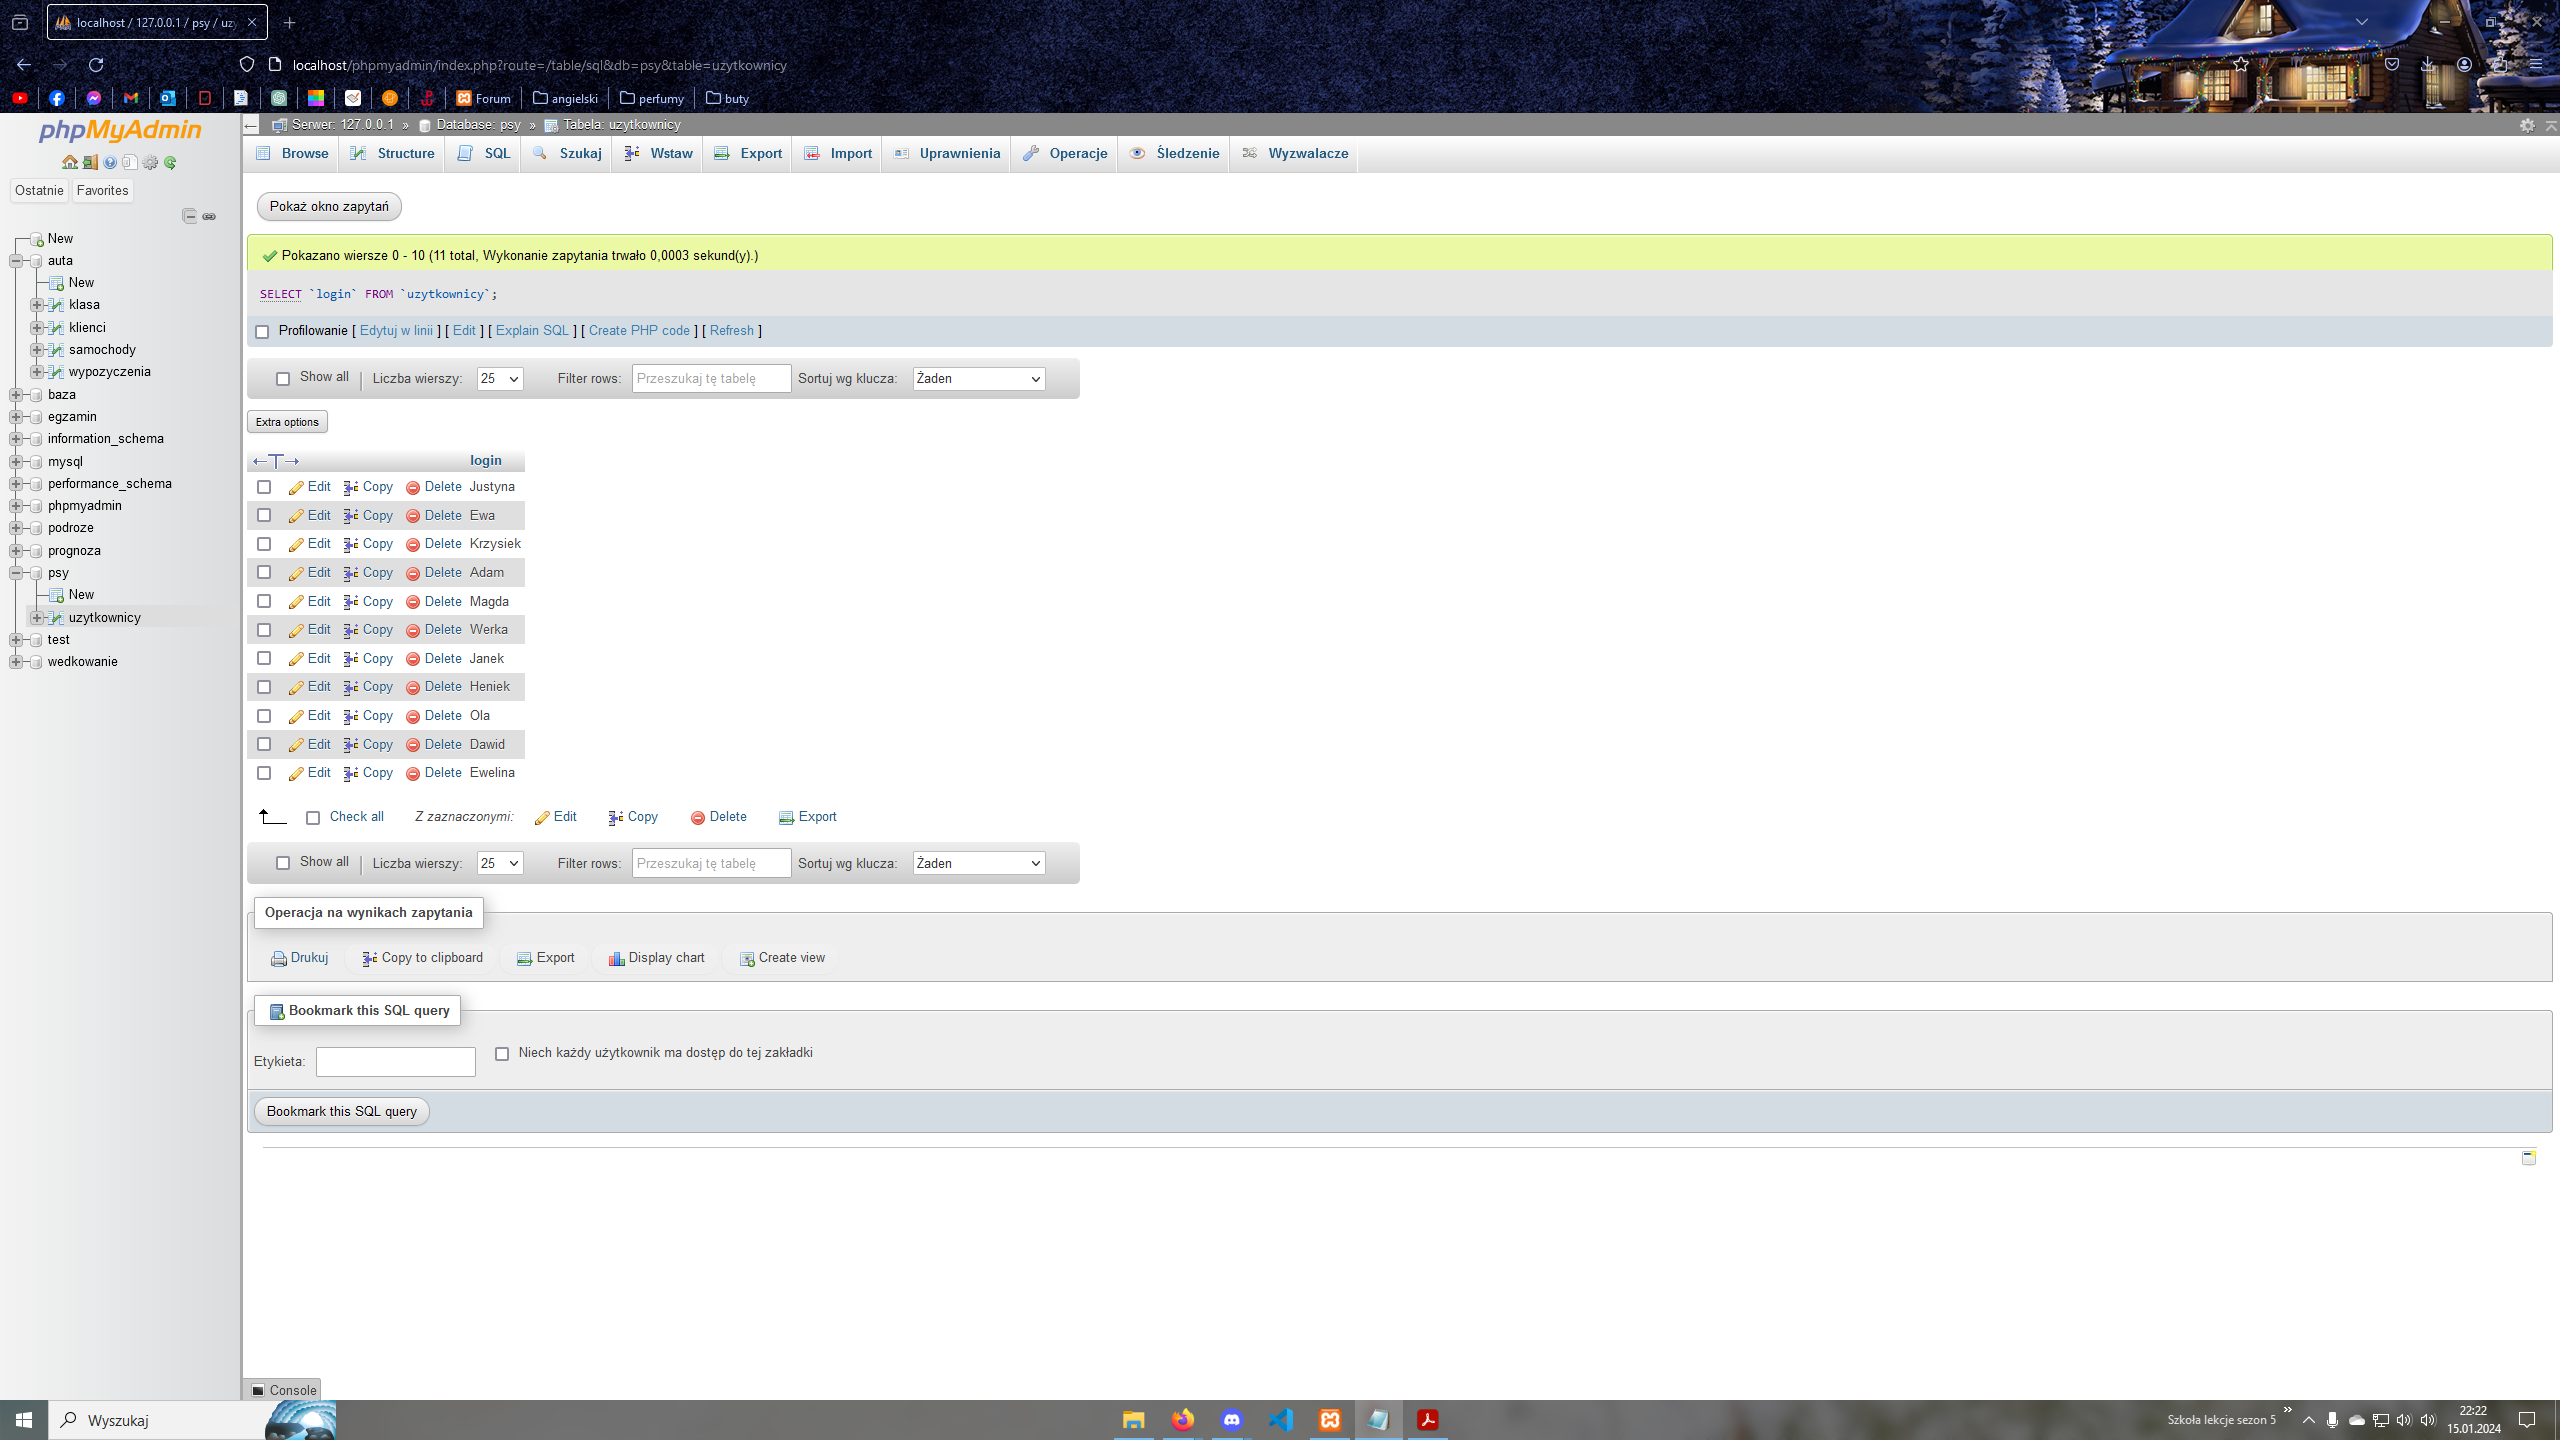 localhost / 127.0.0.1 / psy / uzy
localhost/phpmyadmin/index.php?route=/table/sql&db=psy&table=uzytkownicy
Forum
angielski
perfumy
buty
phpMyAdmin
Ostatnie
Favorites
New
auta
New
klasa
klienci
samochody
wypozyczenia
baza
egzamin
information_schema
mysql
performance_schema
phpmyadmin
podroze
prognoza
psy
New
uzytkownicy
test
wedkowanie
Serwer: 127.0.0.1 » Database: psy » Tabela: uzytkownicy
Browse Structure SQL Szukaj Wstaw Export Import Uprawnienia Operacje Śledzenie Wyzwalacze
Pokaż okno zapytań
Pokazano wiersze 0 - 10 (11 total, Wykonanie zapytania trwało 0,0003 sekund(y).)
SELECT `login` FROM `uzytkownicy`;
Profilowanie [ Edytuj w linii ] [ Edit ] [ Explain SQL ] [ Create PHP code ] [ Refresh ]
Show all Liczba wierszy: 25 Filter rows: Przeszukaj tę tabelę Sortuj wg klucza: Żaden
Extra options
←T→ login
Edit Copy Delete Justyna
Edit Copy Delete Ewa
Edit Copy Delete Krzysiek
Edit Copy Delete Adam
Edit Copy Delete Magda
Edit Copy Delete Werka
Edit Copy Delete Janek
Edit Copy Delete Heniek
Edit Copy Delete Ola
Edit Copy Delete Dawid
Edit Copy Delete Ewelina
Check all Z zaznaczonymi: Edit Copy Delete Export
Show all Liczba wierszy: 25 Filter rows: Przeszukaj tę tabelę Sortuj wg klucza: Żaden
Operacja na wynikach zapytania
Drukuj Copy to clipboard Export Display chart Create view
Bookmark this SQL query
Etykieta: Niech każdy użytkownik ma dostęp do tej zakładki
Bookmark this SQL query
Console
Wyszukaj
Szkoła lekcje sezon 5 »
22:22
15.01.2024